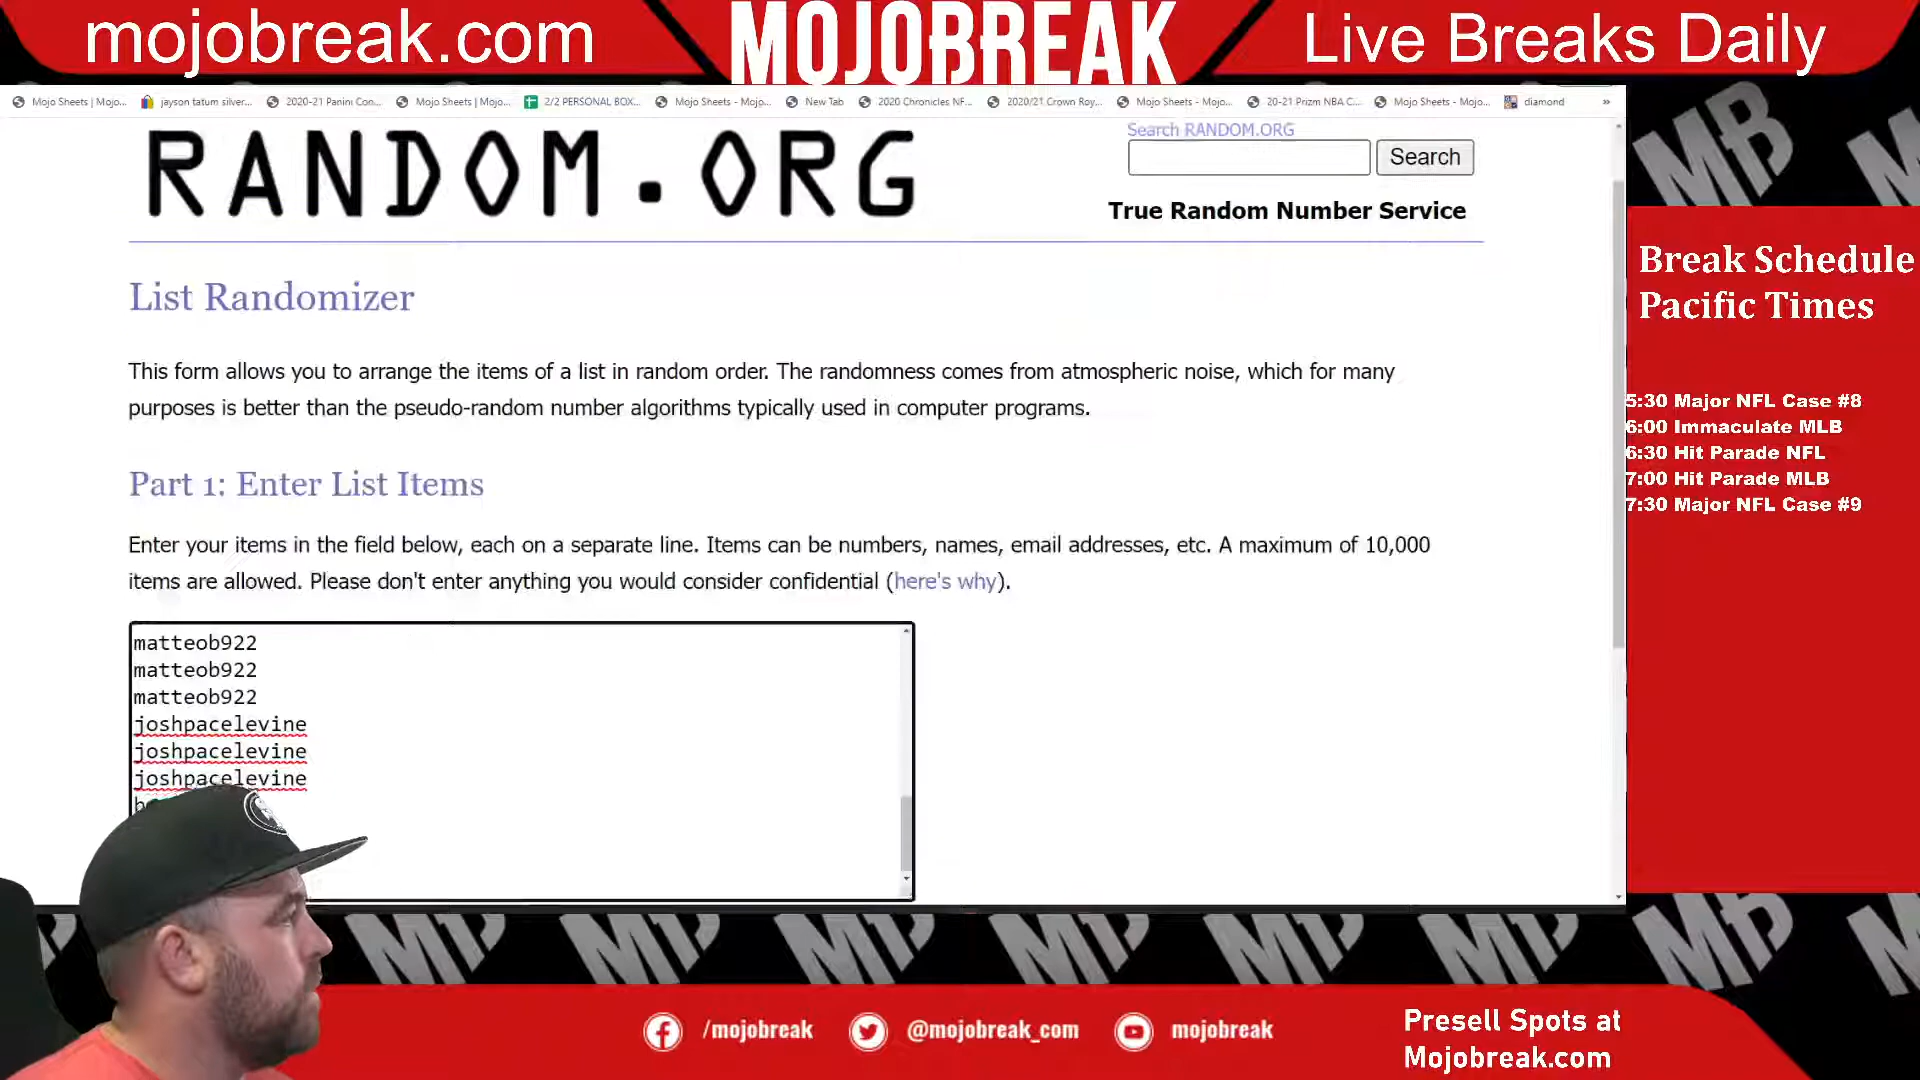 mojobreak.com
MOJOBREAK
Live Breaks Daily
Mojo Sheets | Mojo...
jayson tatum silver...
2020-21 Panini Con...
Mojo Sheets | Mojo...
2/2 PERSONAL BOX...
Mojo Sheets - Mojo...
New Tab
2020 Chronicles NF...
2020/21 Crown Roy...
Mojo Sheets - Mojo...
20-21 Prizm NBA C...
Mojo Sheets - Mojo...
diamond
»
RANDOM.ORG
Search RANDOM.ORG
Search
True Random Number Service
List Randomizer
This form allows you to arrange the items of a list in random order. The randomness comes from atmospheric noise, which for many
purposes is better than the pseudo-random number algorithms typically used in computer programs.
Part 1: Enter List Items
Enter your items in the field below, each on a separate line. Items can be numbers, names, email addresses, etc. A maximum of 10,000
items are allowed. Please don't enter anything you would consider confidential (here's why).
matteob922
matteob922
matteob922
joshpacelevine
joshpacelevine
joshpacelevine
Break Schedule
Pacific Times
5:30 Major NFL Case #8
6:00 Immaculate MLB
6:30 Hit Parade NFL
7:00 Hit Parade MLB
7:30 Major NFL Case #9
/mojobreak
@mojobreak_com
mojobreak
Presell Spots at
Mojobreak.com